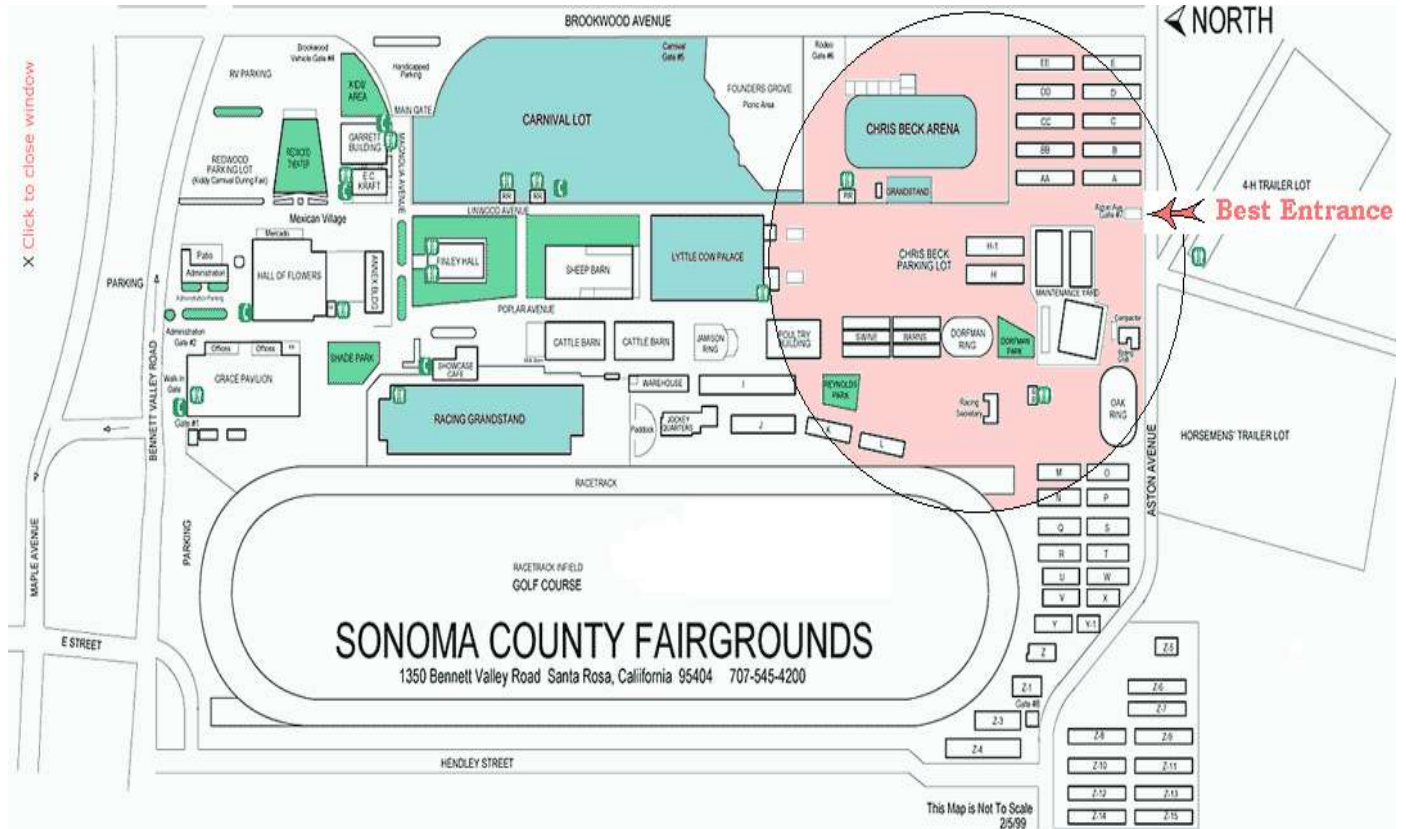 BROOKWOOD AVENUE
NORTH
X Click to close window
Brookwood
Vehicle Gate #4
RV PARKING
KIDS'
AREA
Handicapped
Parking
MAIN GATE
Carnival
Gate #5
Rodeo
Gate #6
FOUNDERS GROVE
Picnic Area
CARNIVAL LOT
CHRIS BECK ARENA
EE
E
DD
D
CC
C
BB
B
AA
A
GARRETT
BUILDING
E.C.
KRAFT
MAGNOLIA AVENUE
REDWOOD
THEATER
REDWOOD
PARKING LOT
(Kiddy Carnival During Fair)
RR
RR
RR
GRANDSTAND
4-H TRAILER LOT
Best Entrance
Aston Ave.
Gate #7
LINWOOD AVENUE
Mexican Village
Mercado
Patio
Administration
Administration Parking
HALL OF FLOWERS
ANNEX BLDG
FINLEY HALL
SHEEP BARN
LYTTLE COW PALACE
CHRIS BECK
PARKING LOT
H-1
H
MAINTENANCE YARD
PARKING
POPLAR AVENUE
Administration
Gate #2
Offices
Offices
GRACE PAVILION
Walk-In
Gate
Gate #1
SHADE PARK
SHOWCASE
CAFE
CATTLE BARN
CATTLE BARN
JAMISON
RING
POULTRY
BUILDING
SWINE
BARNS
DORFMAN
RING
DORFMAN
PARK
Compactor
WAREHOUSE
I
REYNOLDS
PARK
Racing
Secretary
OAK
RING
RACING GRANDSTAND
Paddock
JOCKEY
QUARTERS
J
K
L
HORSEMENS' TRAILER LOT
BENNETT VALLEY ROAD
ASTON AVENUE
RACETRACK
M
O
N
P
Q
S
R
T
U
W
V
X
Y
Y-1
Z
Z-1
Gate #8
Z-3
Z-4
Z-5
Z-6
Z-7
Z-8
Z-9
Z-10
Z-11
Z-12
Z-13
Z-14
Z-15
MAPLE AVENUE
PARKING
RACETRACK INFIELD
GOLF COURSE
E STREET
SONOMA COUNTY FAIRGROUNDS
1350 Bennett Valley Road Santa Rosa, Caliifornia 95404 707-545-4200
HENDLEY STREET
This Map is Not To Scale
2/5/99